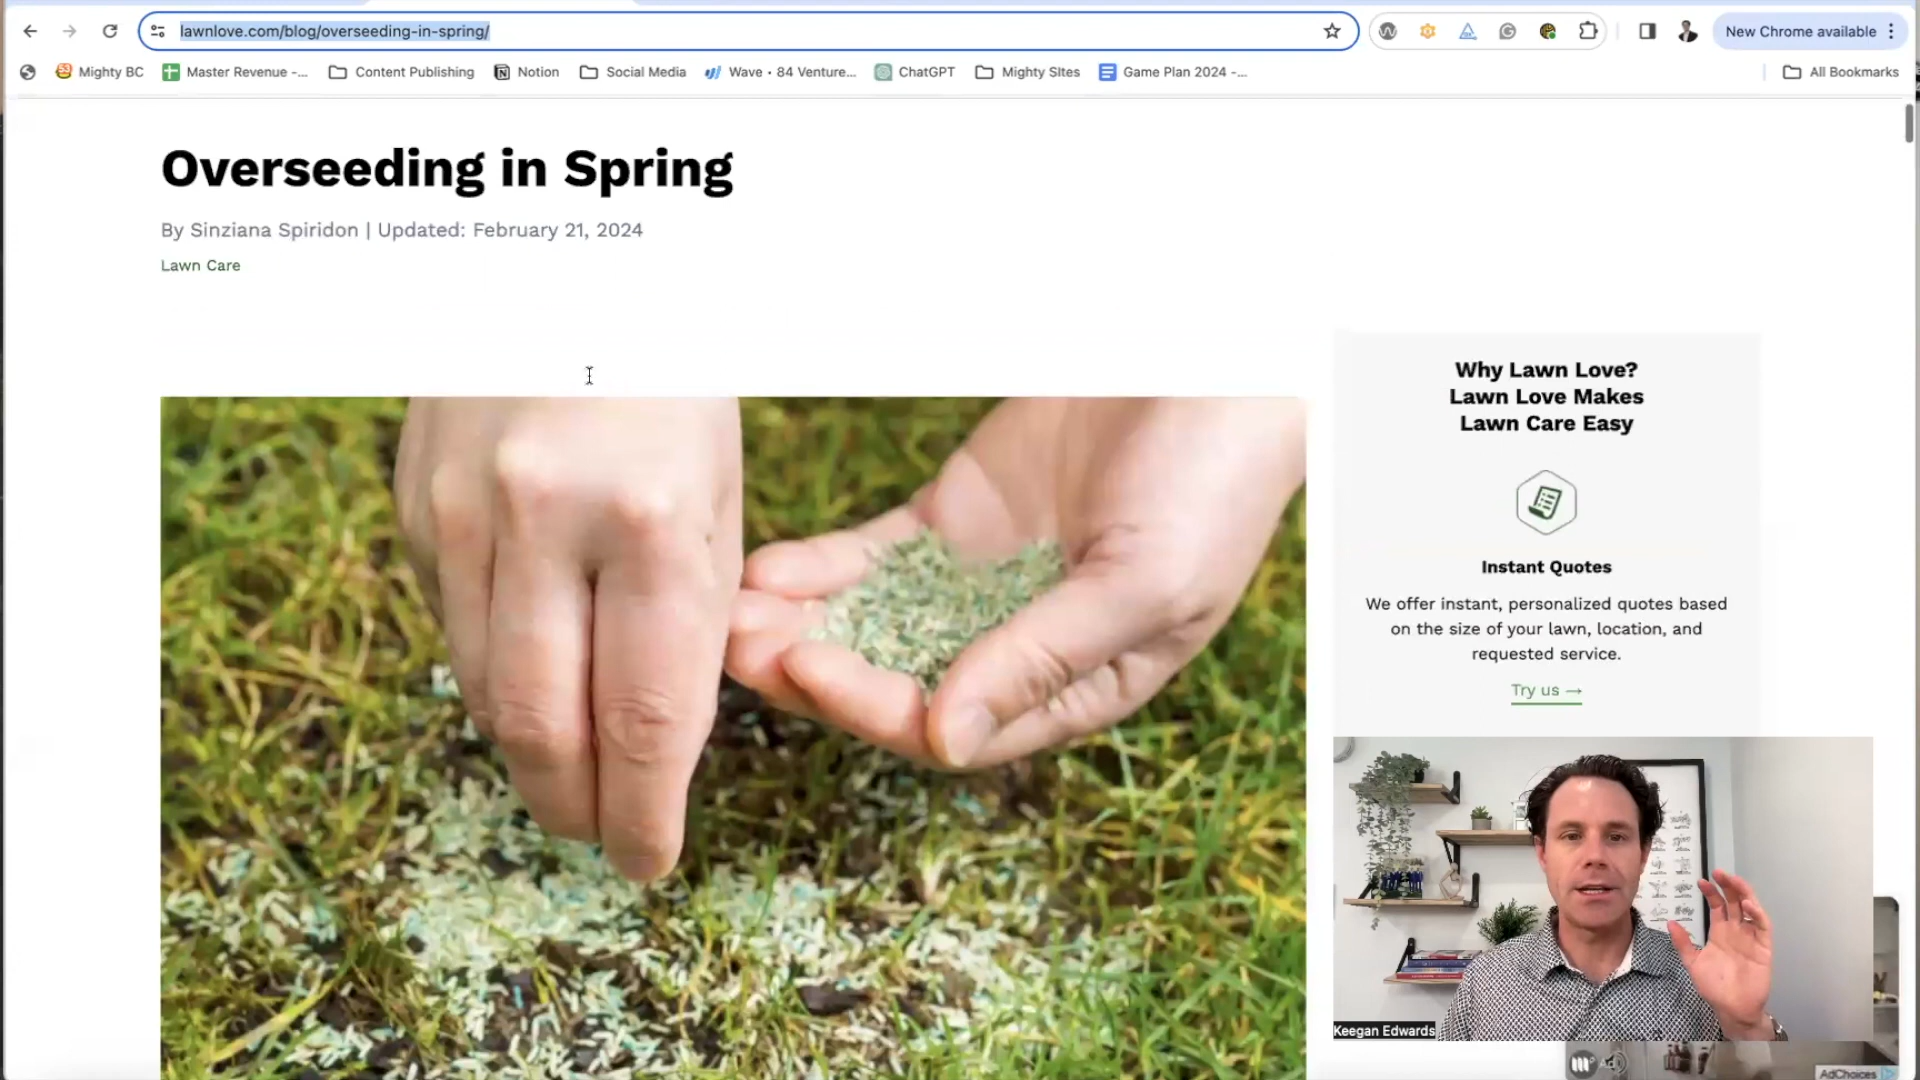 lawnlove.com/blog/overseeding-in-spring/
New Chrome available
Mighty BC
Master Revenue -...
Content Publishing
Notion
Social Media
Wave • 84 Venture...
ChatGPT
Mighty SItes
Game Plan 2024 -...
All Bookmarks
Overseeding in Spring
By Sinziana Spiridon | Updated: February 21, 2024
Lawn Care
Why Lawn Love?
Lawn Love Makes
Lawn Care Easy
Instant Quotes
We offer instant, personalized quotes based
on the size of your lawn, location, and
requested service.
Try us →
Keegan Edwards
AdChoices